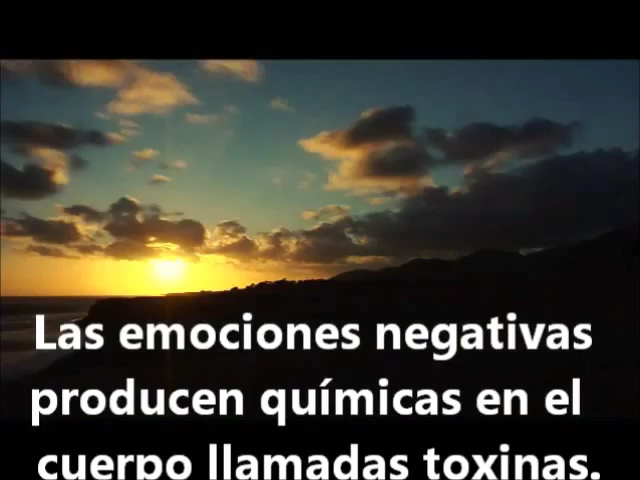 Las emociones negativas
producen químicas en el
cuerpo llamadas toxinas.